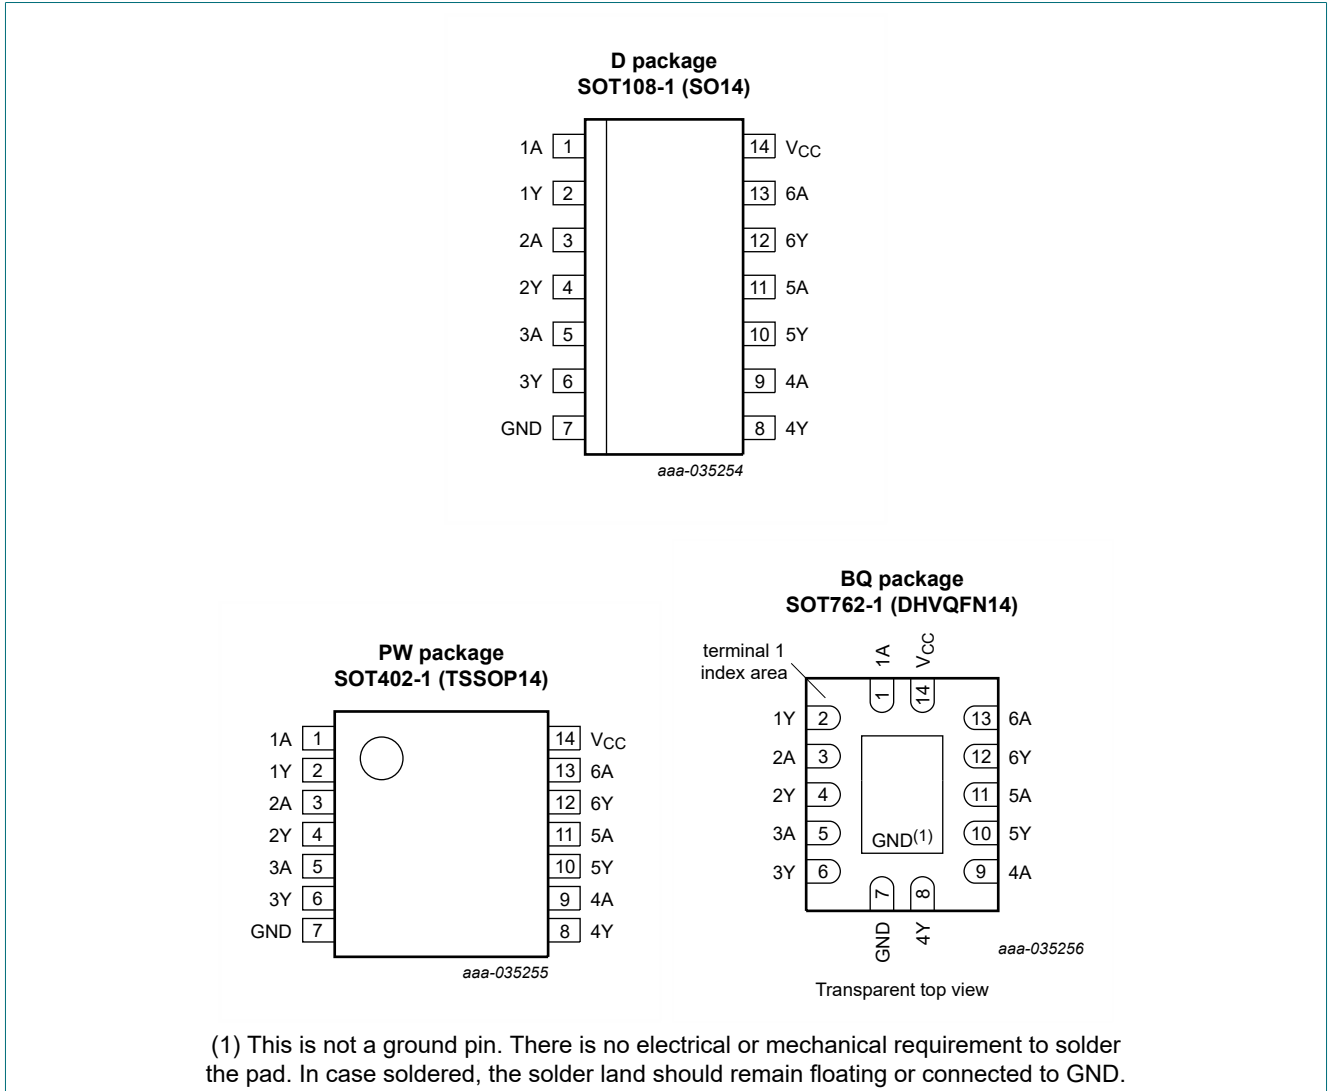 D package
SOT108-1 (SO14)
1A 1 14 VCC
1Y 2 13 6A
2A 3 12 6Y
2Y 4 11 5A
3A 5 10 5Y
3Y 6 9 4A
GND 7 8 4Y
aaa-035254
PW package
SOT402-1 (TSSOP14)
1A 1 14 VCC
1Y 2 13 6A
2A 3 12 6Y
2Y 4 11 5A
3A 5 10 5Y
3Y 6 9 4A
GND 7 8 4Y
aaa-035255
BQ package
SOT762-1 (DHVQFN14)
terminal 1
index area
1A VCC
1 14
1Y 2 13 6A
2A 3 12 6Y
2Y 4 11 5A
3A 5 10 5Y
GND(1)
3Y 6 9 4A
7 8
GND 4Y
aaa-035256
Transparent top view
(1) This is not a ground pin. There is no electrical or mechanical requirement to solder
the pad. In case soldered, the solder land should remain floating or connected to GND.